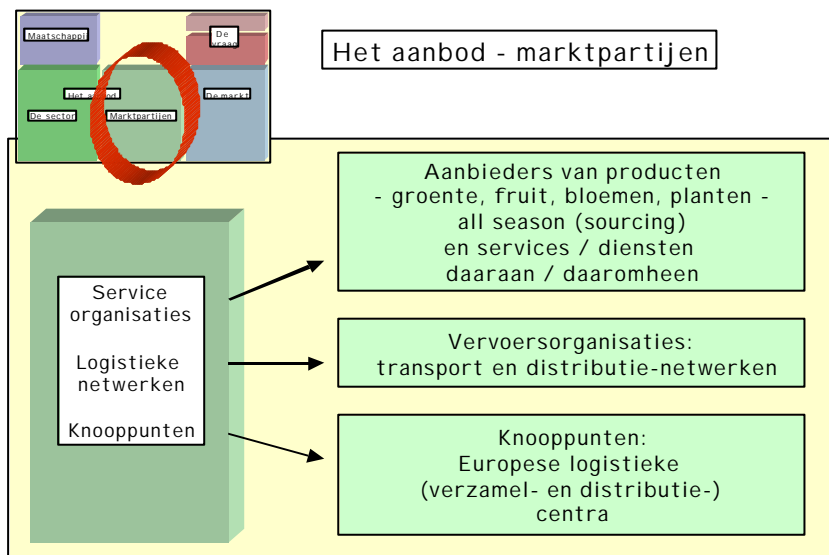 Maatschappi
De
vraag
Het aanbod
De markt
De sector
Marktpartijen
Het aanbod - marktpartijen
Service
organisaties
Logistieke
netwerken
Knooppunten
Aanbieders van producten
- groente, fruit, bloemen, planten -
all season (sourcing)
en services / diensten
daaraan / daaromheen
Vervoersorganisaties:
transport en distributie-netwerken
Knooppunten:
Europese logistieke
(verzamel- en distributie-)
centra